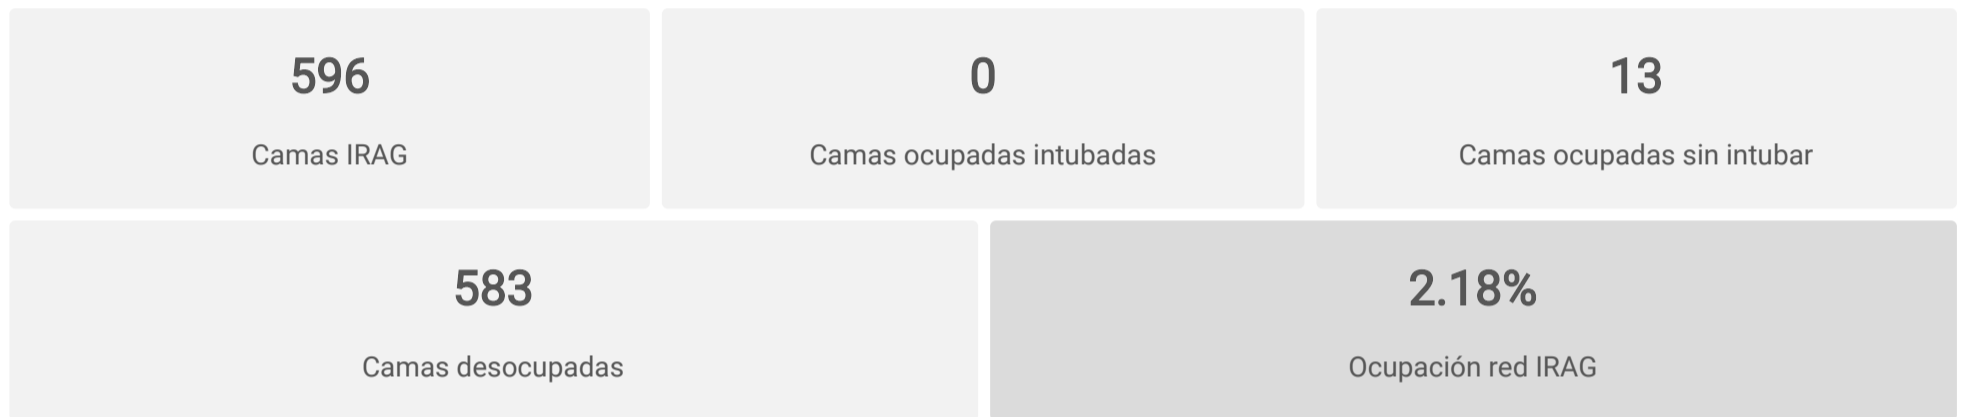 596
Camas IRAG
0
Camas ocupadas intubadas
13
Camas ocupadas sin intubar
583
Camas desocupadas
2.18%
Ocupación red IRAG